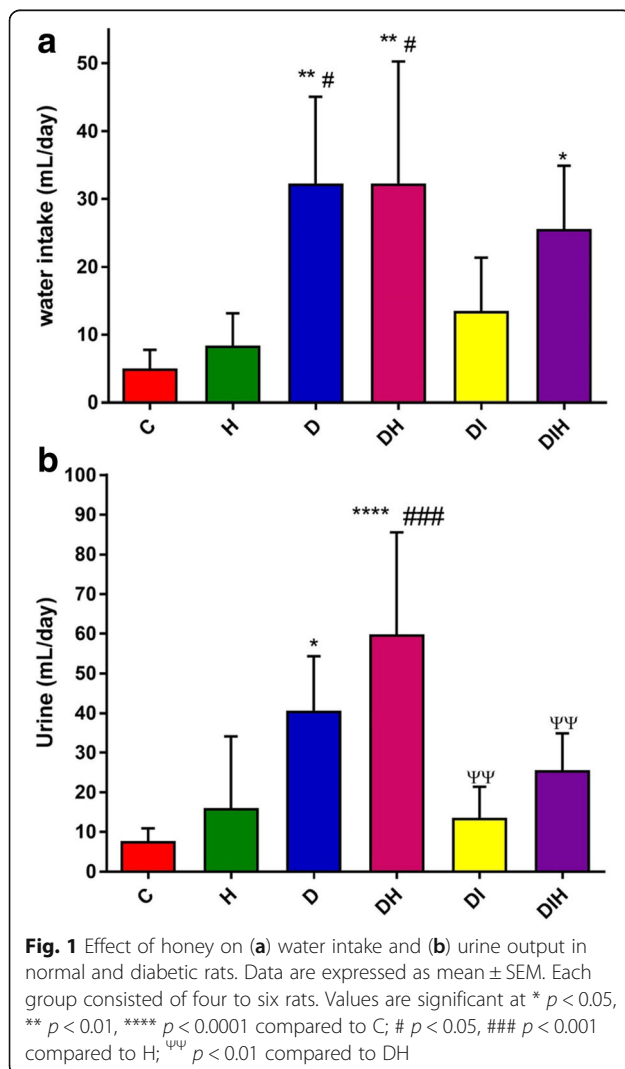 a
** #
** #
*
50
40
30
20
10
0
water intake (mL/day)
C H D DH DI DIH
b
**** ###
*
ΨΨ
ΨΨ
100
90
80
70
60
50
40
30
20
10
0
Urine (mL/day)
C H D DH DI DIH
Fig. 1 Effect of honey on (a) water intake and (b) urine output in
normal and diabetic rats. Data are expressed as mean ± SEM. Each
group consisted of four to six rats. Values are significant at * p < 0.05,
** p < 0.01, **** p < 0.0001 compared to C; # p < 0.05, ### p < 0.001
compared to H; ΨΨ p < 0.01 compared to DH